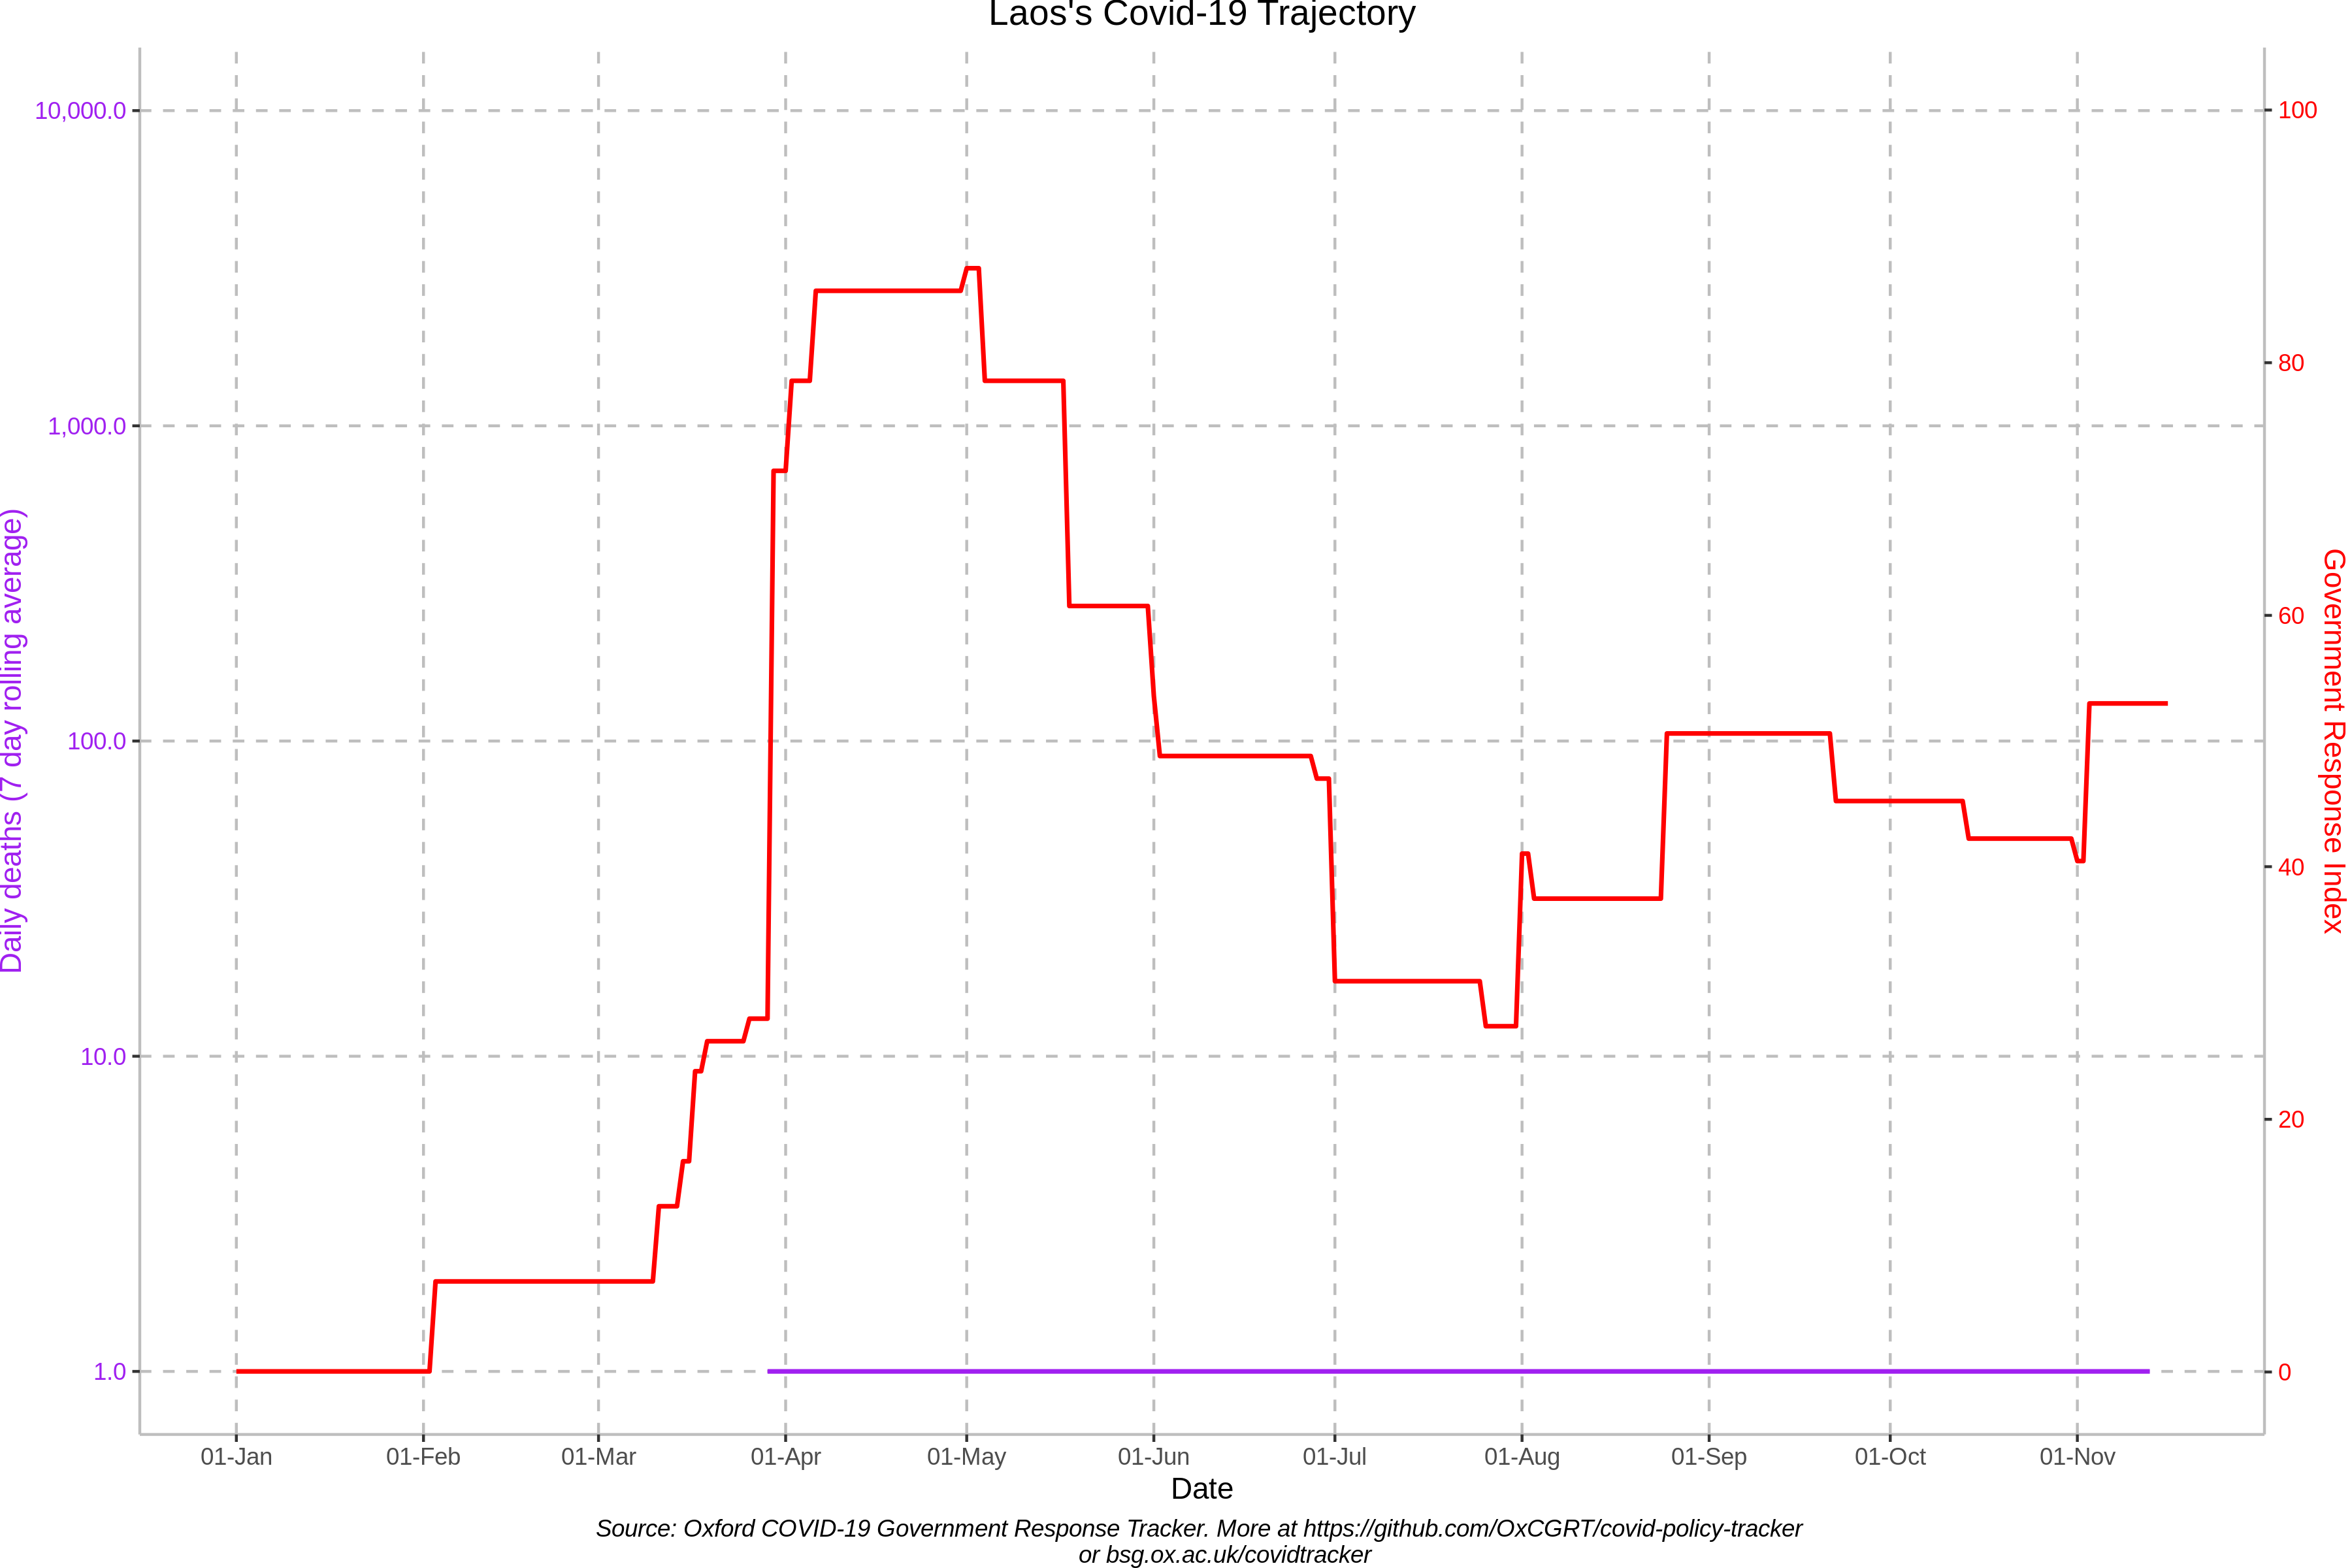 Laos's Covid-19 Trajectory
10,000.0
1,000.0
100.0
10.0
1.0
Daily deaths (7 day rolling average)
100
80
60
40
20
0
Government Response Index
01-Jan 01-Feb 01-Mar 01-Apr 01-May 01-Jun 01-Jul 01-Aug 01-Sep 01-Oct 01-Nov
Date
Source: Oxford COVID-19 Government Response Tracker. More at https://github.com/OxCGRT/covid-policy-tracker
or bsg.ox.ac.uk/covidtracker